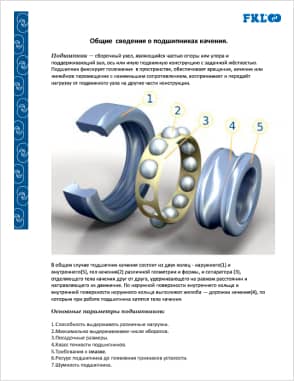 FKL
Общие сведения о подшипниках качения.
Подшипник — сборочный узел, являющийся частью опоры или упора и
поддерживающий вал, ось или иную подвижную конструкцию с заданной жёсткостью.
Подшипник фиксирует положение в пространстве, обеспечивает вращение, качение или
линейное перемещение с наименьшим сопротивлением, воспринимает и передаёт
нагрузку от подвижного узла на другие части конструкции.
1 2 3 4 5
В общем случае подшипник качения состоит из двух колец - наружного(1) и
внутреннего(5), тел качения(2) различной геометрии и формы, и сепаратора (3),
отделяющего тела качения друг от друга, удерживающего на равном расстоянии и
направляющего их движение. По наружной поверхности внутреннего кольца и
внутренней поверхности наружного кольца выполняют желоба — дорожки качения(4), по
которым при работе подшипника катятся тела качения.
Основные параметры подшипников:
1.Способность выдерживать различные нагрузки.
2.Максимально выдерживаемое число оборотов.
3.Посадочные размеры.
4.Класс точности подшипников.
5.Требования к смазке.
6.Ресурс подшипника до появления признаков усталости
7.Шумность подшипника.